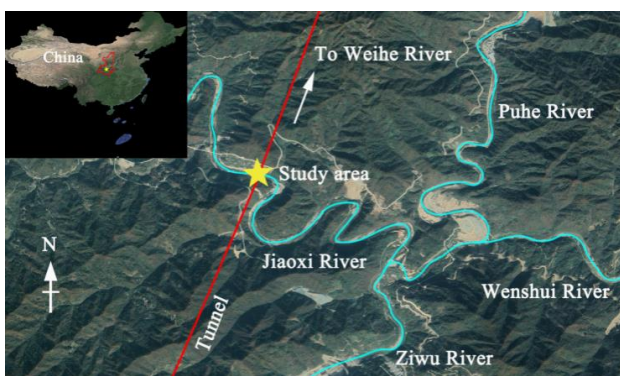 China
To Weihe River
Puhe River
Study area
N
Jiaoxi River
Wenshui River
Tunnel
Ziwu River